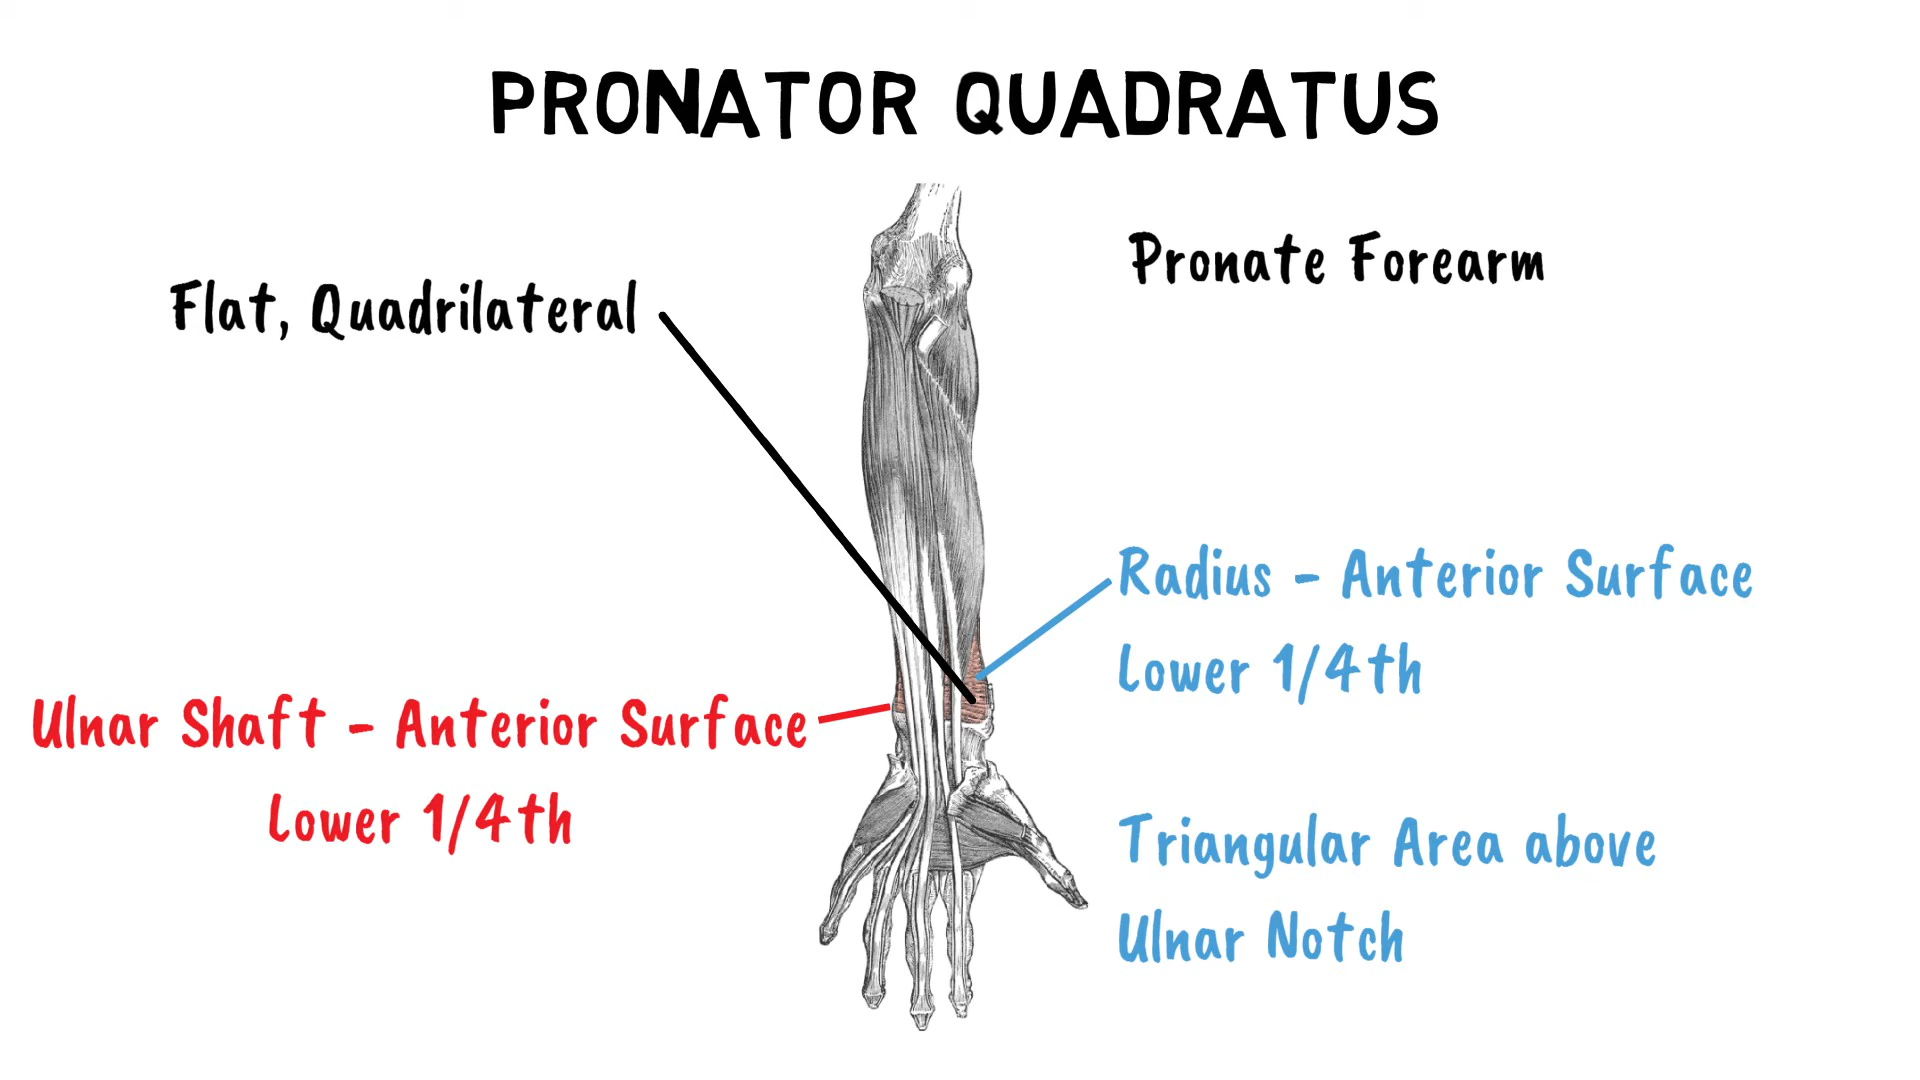 PRONATOR QUADRATUS
Pronate Forearm
Flat, Quadrilateral
Radius - Anterior Surface
Lower 1/4th
Ulnar Shaft - Anterior Surface
Lower 1/4th
Triangular Area above
Ulnar Notch